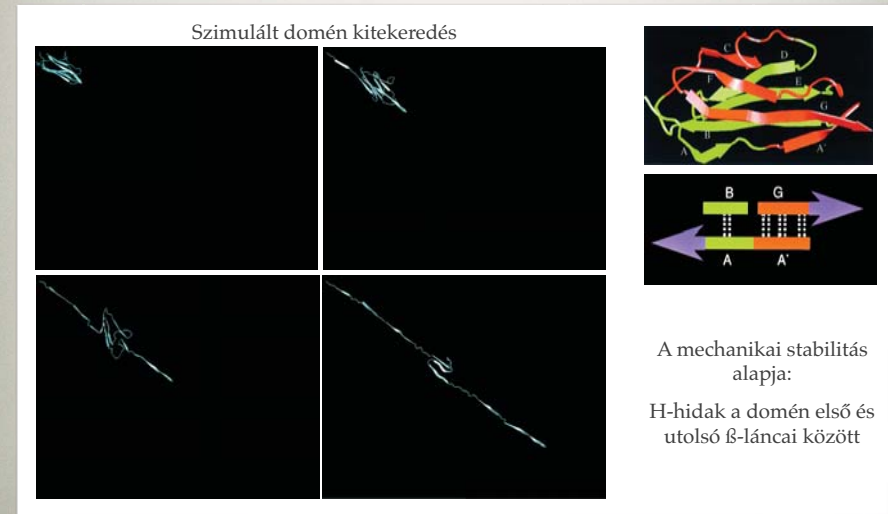 Szimulált domén kitekeredés
C
D
F
E
G
B
A
A'
B G
A A'
A mechanikai stabilitás
alapja:
H-hidak a domén első és
utolsó ß-láncai között